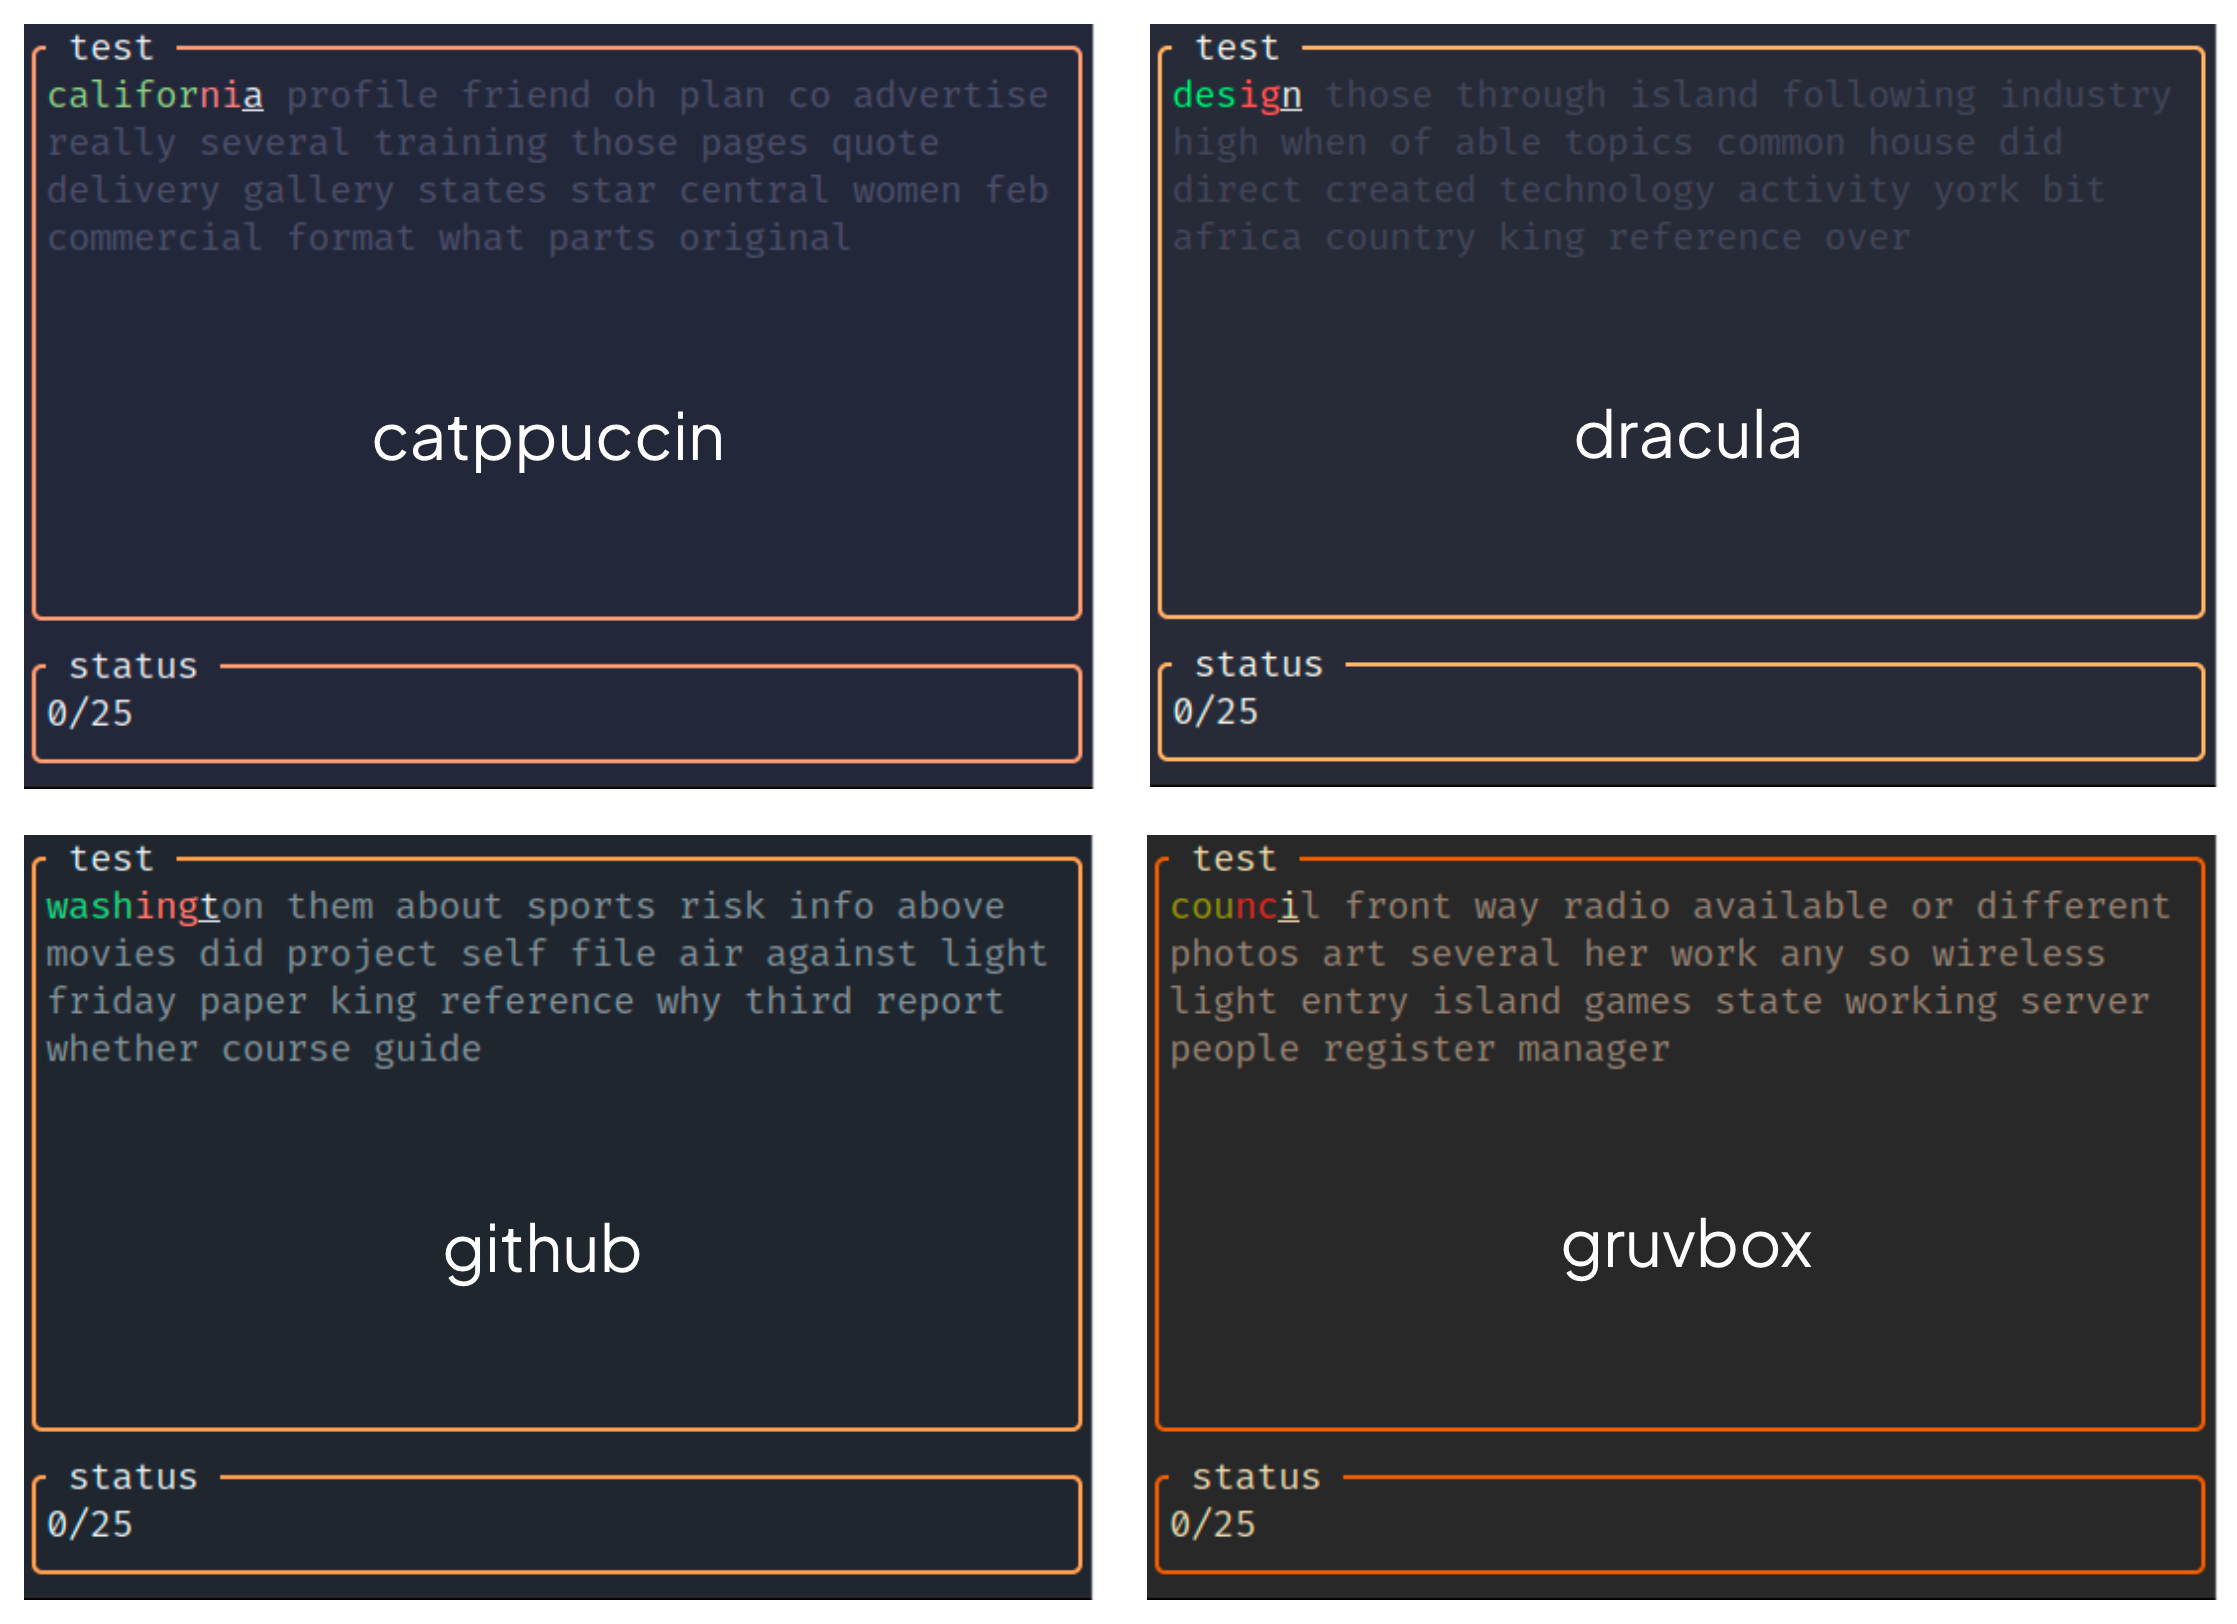 test
california profile friend oh plan co advertise
really several training those pages quote
delivery gallery states star central women feb
commercial format what parts original
catppuccin
status
0/25
test
design those through island following industry
high when of able topics common house did
direct created technology activity york bit
africa country king reference over
dracula
status
0/25
test
washington them about sports risk info above
movies did project self file air against light
friday paper king reference why third report
whether course guide
github
status
0/25
test
council front way radio available or different
photos art several her work any so wireless
light entry island games state working server
people register manager
gruvbox
status
0/25